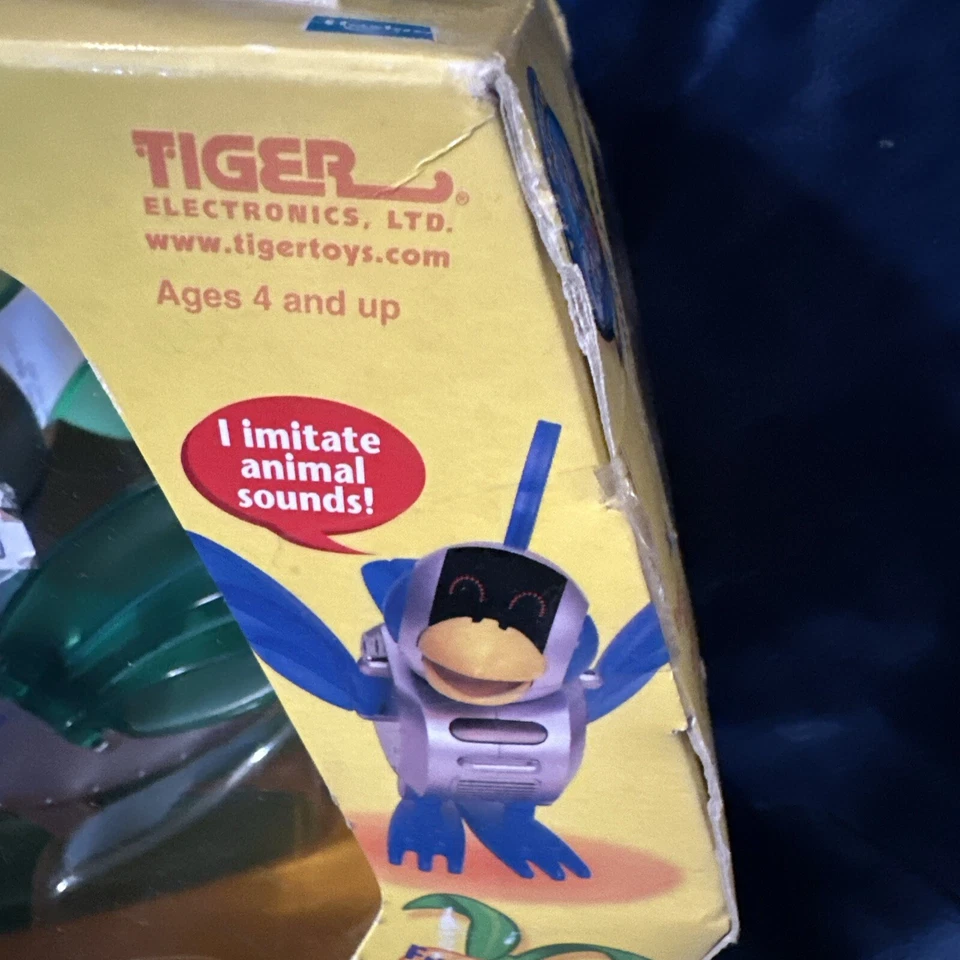 TIGER®
ELECTRONICS, LTD.
www.tigertoys.com
Ages 4 and up
I imitate
animal
sounds!